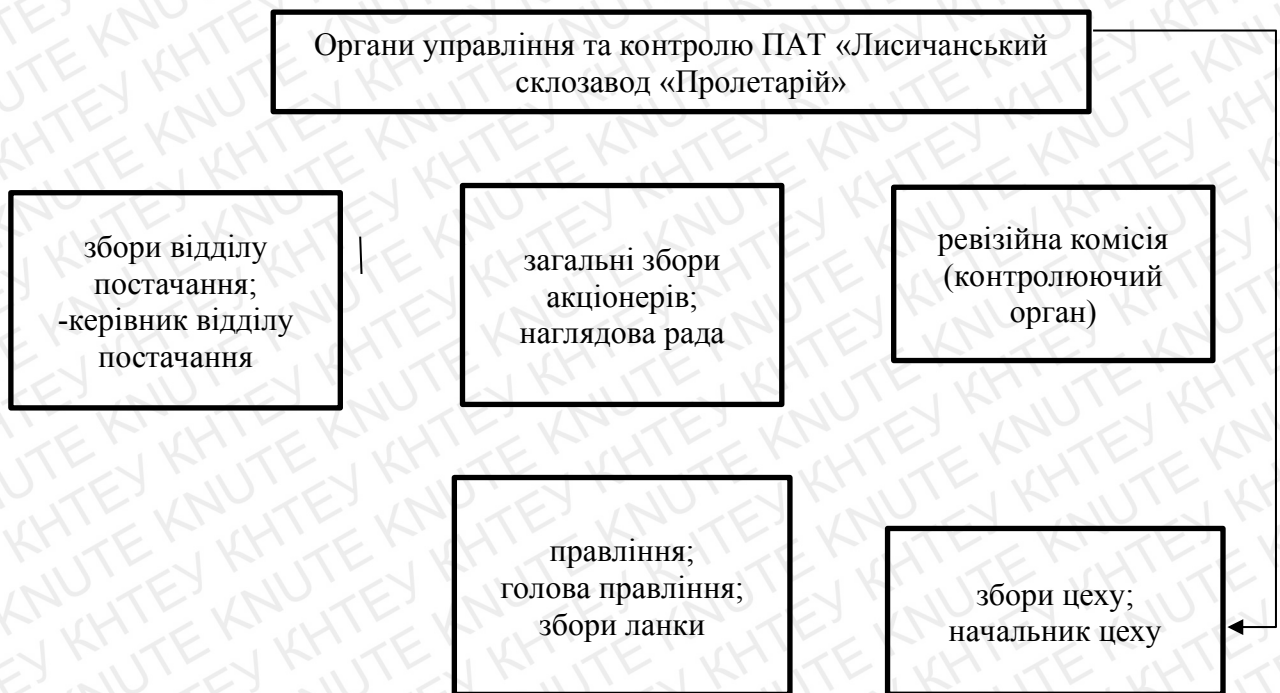 Органи управління та контролю ПАТ «Лисичанський
склозавод «Пролетарій»
збори відділу
постачання;
-керівник відділу
постачання
загальні збори
акціонерів;
наглядова рада
ревізійна комісія
(контролюючий
орган)
правління;
голова правління;
збори ланки
збори цеху;
начальник цеху